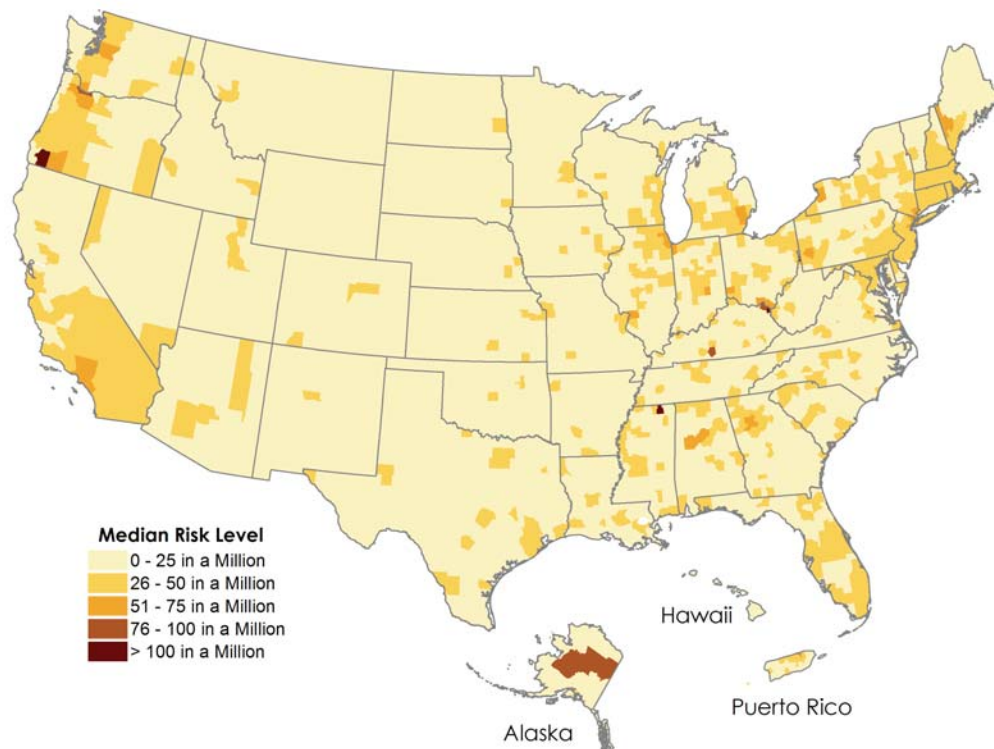 Median Risk Level
0 - 25 in a Million
26 - 50 in a Million
51 - 75 in a Million
76 - 100 in a Million
> 100 in a Million
Hawaii
Alaska
Puerto Rico